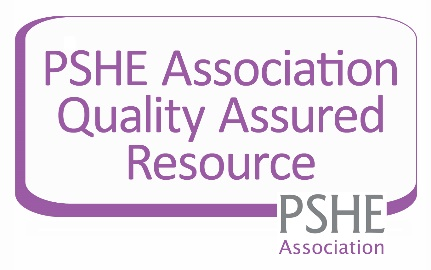 PSHE Association
Quality Assured
Resource
PSHE
Association